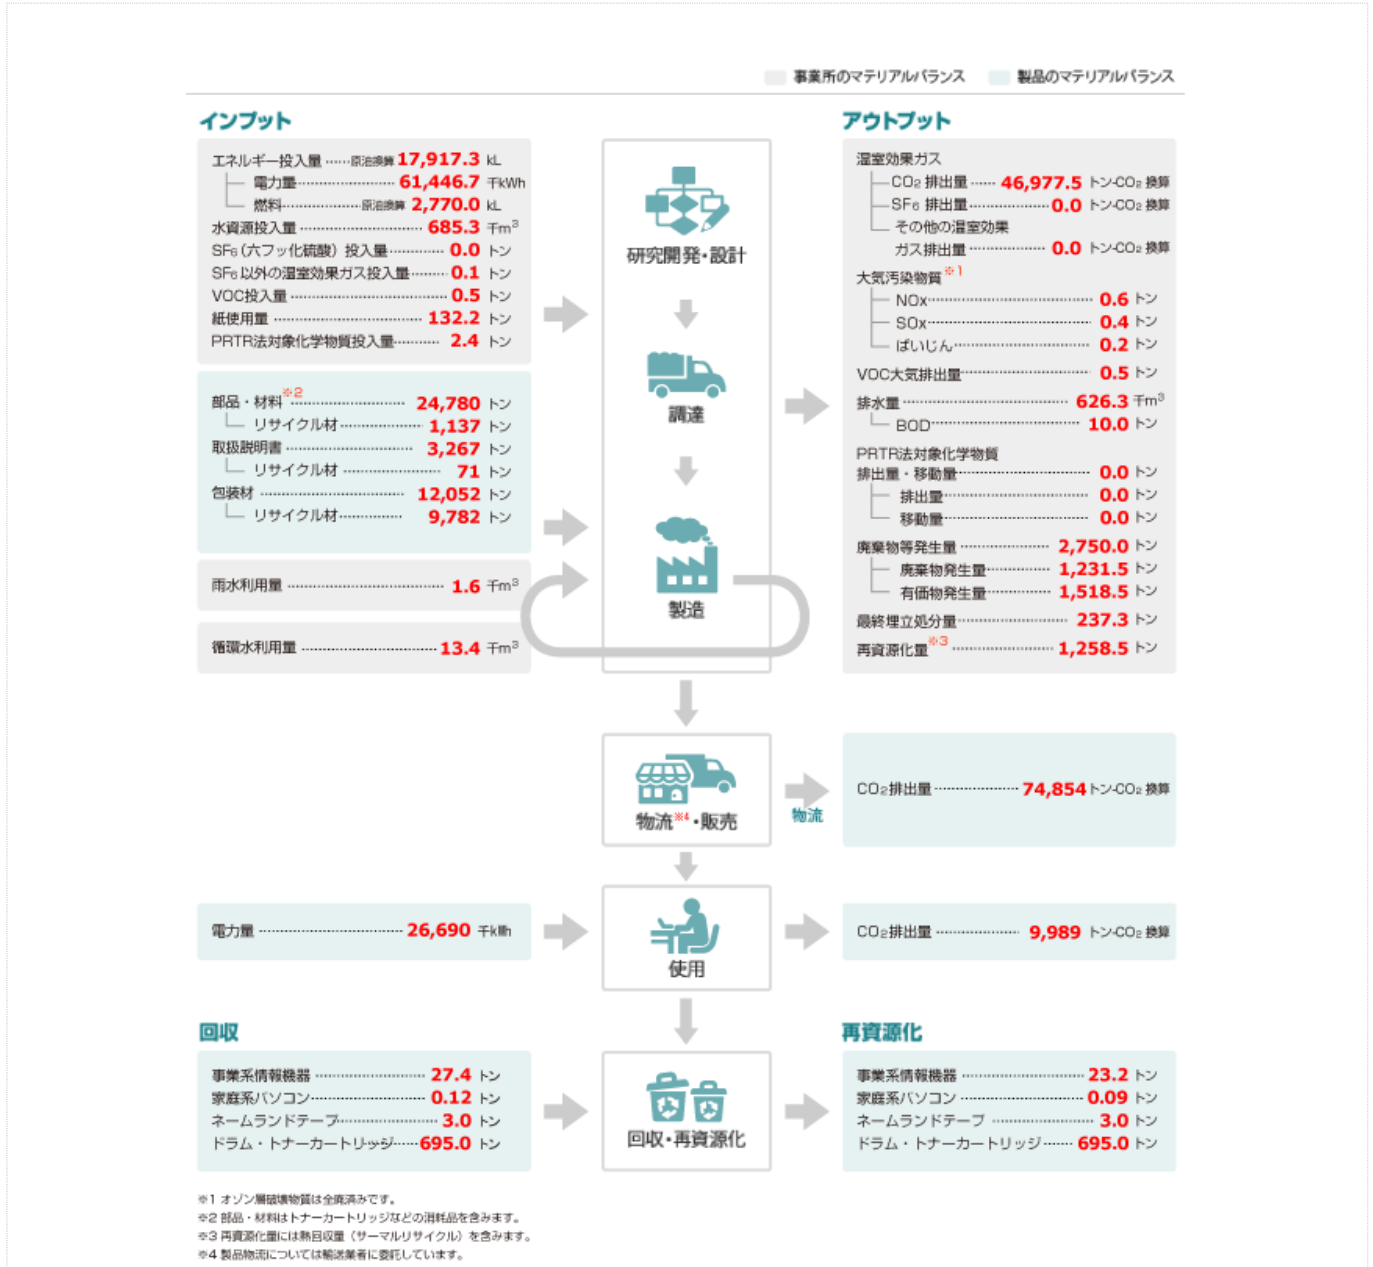 事業所のマテリアルバランス　製品のマテリアルバランス
インプット
エネルギー投入量 ……原油換算 17,917.3 kL
電力量 61,446.7 千kWh
燃料 原油換算 2,770.0 kL
水資源投入量 685.3 千m³
SF₆(六フッ化硫酸）投入量 0.0 トン
SF₆以外の温室効果ガス投入量 0.1 トン
VOC投入量 0.5 トン
紙使用量 132.2 トン
PRTR法対象化学物質投入量 2.4 トン
部品・材料※2 24,780 トン
リサイクル材 1,137 トン
取扱説明書 3,267 トン
リサイクル材 71 トン
包装材 12,052 トン
リサイクル材 9,782 トン
雨水利用量 1.6 千m³
循環水利用量 13.4 千m³
研究開発・設計
調達
製造
アウトプット
温室効果ガス
CO₂ 排出量 46,977.5 トン-CO₂ 換算
SF₆ 排出量 0.0 トン-CO₂ 換算
その他の温室効果
ガス排出量 0.0 トン-CO₂ 換算
大気汚染物質※1
NOx 0.6 トン
SOx 0.4 トン
ばいじん 0.2 トン
VOC大気排出量 0.5 トン
排水量 626.3 千m³
BOD 10.0 トン
PRTR法対象化学物質
排出量・移動量 0.0 トン
排出量 0.0 トン
移動量 0.0 トン
廃棄物等発生量 2,750.0 トン
廃棄物発生量 1,231.5 トン
有価物発生量 1,518.5 トン
最終埋立処分量 237.3 トン
再資源化量※3 1,258.5 トン
物流※4・販売
物流
CO₂排出量 74,854 トン-CO₂ 換算
電力量 26,690 千kWh
使用
CO₂排出量 9,989 トン-CO₂ 換算
回収
事業系情報機器 27.4 トン
家庭系パソコン 0.12 トン
ネームランドテープ 3.0 トン
ドラム・トナーカートリッジ 695.0 トン
回収・再資源化
再資源化
事業系情報機器 23.2 トン
家庭系パソコン 0.09 トン
ネームランドテープ 3.0 トン
ドラム・トナーカートリッジ 695.0 トン
※1 オゾン層破壊物質は全廃済みです。
※2 部品・材料はトナーカートリッジなどの消耗品を含みます。
※3 再資源化量には熱回収量（サーマルリサイクル）を含みます。
※4 製品物流については輸送業者に委託しています。